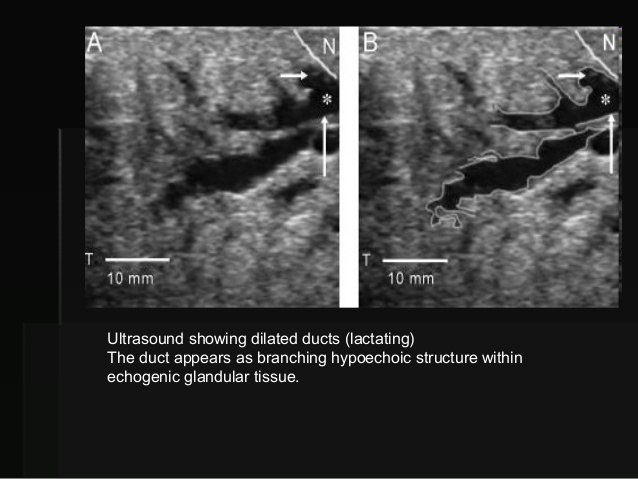 A
N
*
T
10 mm
B
N
*
T
10 mm
Ultrasound showing dilated ducts (lactating)
The duct appears as branching hypoechoic structure within
echogenic glandular tissue.